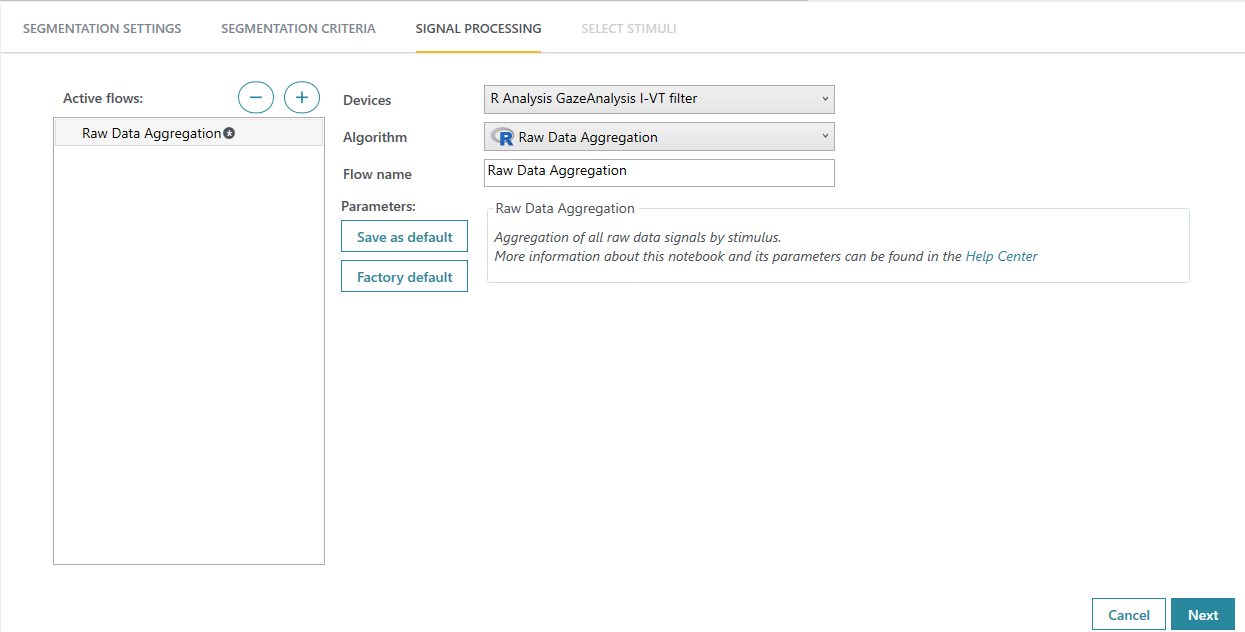 SEGMENTATION SETTINGS SEGMENTATION CRITERIA SIGNAL PROCESSING SELECT STIMULI
Active flows:
Raw Data Aggregation
Devices R Analysis GazeAnalysis I-VT filter
Algorithm R Raw Data Aggregation
Flow name Raw Data Aggregation
Parameters:
Save as default
Factory default
Raw Data Aggregation
Aggregation of all raw data signals by stimulus.
More information about this notebook and its parameters can be found in the Help Center
Cancel Next